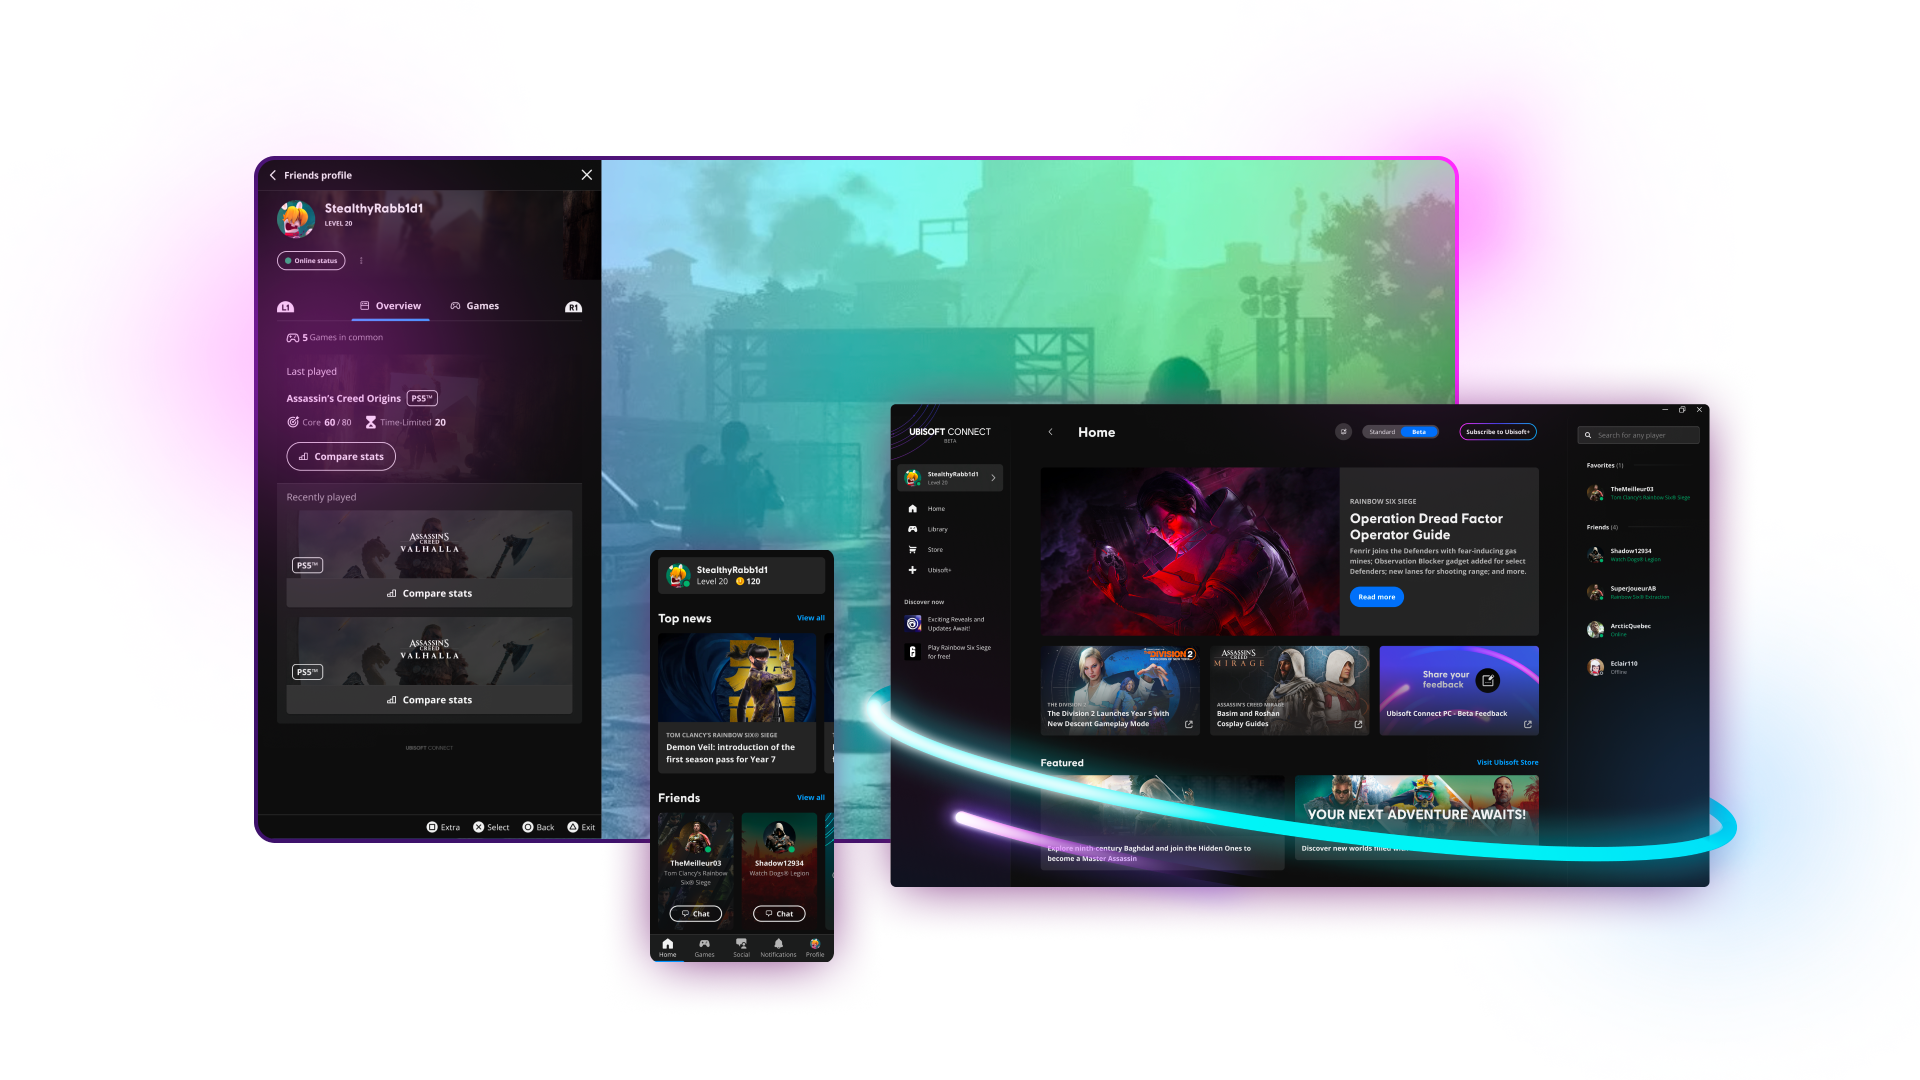 Friends profile
StealthyRabb1d1
LEVEL 20
Online status
L1
Overview
Games
R1
5 Games in common
Last played
Assassin's Creed Origins PS5™
Core 60/80 Time-Limited 20
Compare stats
Recently played
ASSASSIN'S
CREED
VALHALLA
PS5™
Compare stats
ASSASSIN'S
CREED
VALHALLA
PS5™
Compare stats
UBISOFT CONNECT
Extra Select Back Exit
StealthyRabb1d1
Level 20 120
Top news View all
TOM CLANCY'S RAINBOW SIX® SIEGE
Demon Veil: introduction of the
first season pass for Year 7
Friends View all
TheMeilleur03
Tom Clancy's Rainbow
Six® Siege
Chat
Shadow12934
Watch Dogs® Legion
Chat
Home Games Social Notifications Profile
UBISOFT CONNECT
BETA
StealthyRabb1d1
Level 20
Home
Library
Store
Ubisoft+
Discover now
Exciting Reveals and
Updates Await!
Play Rainbow Six Siege
for free!
Home
Standard Beta
Subscribe to Ubisoft+
RAINBOW SIX SIEGE
Operation Dread Factor
Operator Guide
Fenrir joins the Defenders with fear-inducing gas
mines; Observation Blocker gadget added for select
Defenders; new lanes for shooting range; and more.
Read more
THE DIVISION 2
THE DIVISION 2
The Division 2 Launches Year 5 with
New Descent Gameplay Mode
ASSASSIN'S
CREED
MIRAGE
ASSASSIN'S CREED MIRAGE
Basim and Roshan
Cosplay Guides
Share your
feedback
Ubisoft Connect PC - Beta Feedback
Featured Visit Ubisoft Store
Explore ninth-century Baghdad and join the Hidden Ones to
become a Master Assassin
YOUR NEXT ADVENTURE AWAITS!
Discover new worlds filled
Search for any player
Favorites (1)
TheMeilleur03
Tom Clancy's Rainbow Six® Siege
Friends (4)
Shadow12934
Watch Dogs® Legion
SuperJoueurAB
Rainbow Six® Extraction
ArcticQuebec
Online
Eclair110
Offline